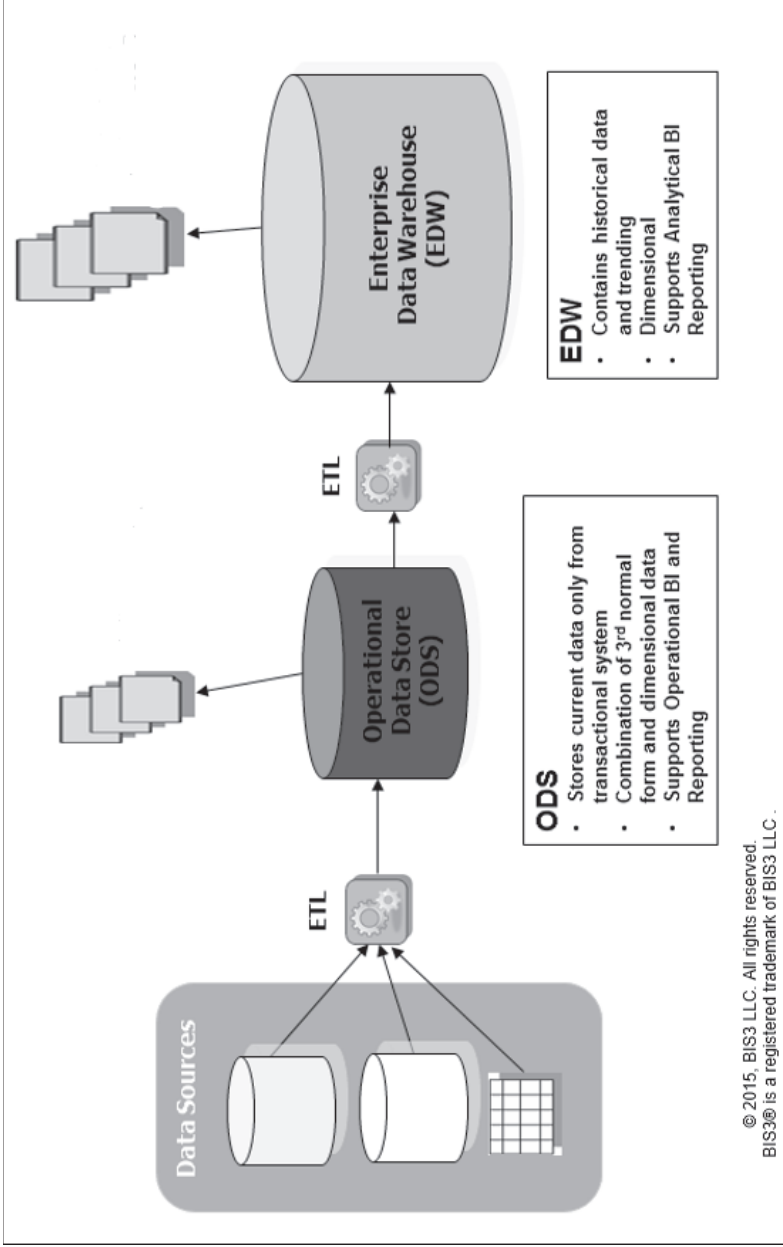 Data Sources
ETL
Operational
Data Store
(ODS)
ETL
Enterprise
Data Warehouse
(EDW)
ODS
• Stores current data only from
transactional system
• Combination of 3rd normal
form and dimensional data
• Supports Operational BI and
Reporting
EDW
• Contains historical data
and trending
• Dimensional
• Supports Analytical BI
Reporting
© 2015, BIS3 LLC. All rights reserved.
BIS3® is a registered trademark of BIS3 LLC .